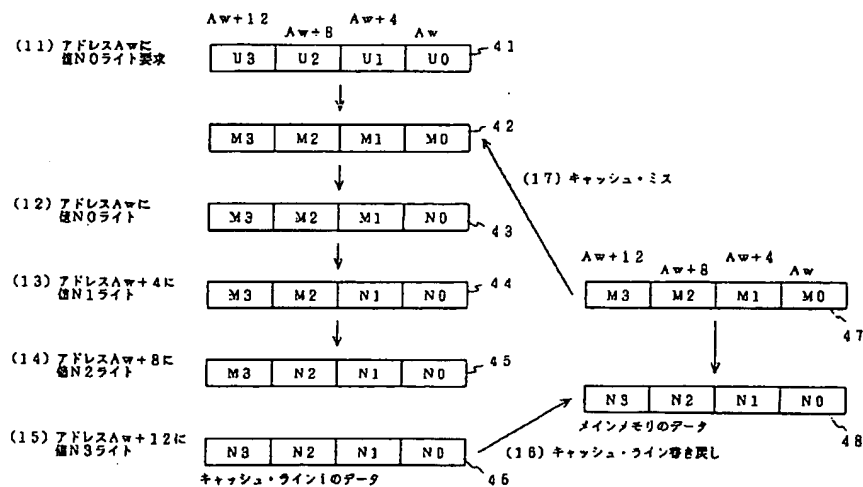 Aw+12 Aw+8 Aw+4 Aw
(11) アドレスAwに
値N0ライト要求
U3 U2 U1 U0
41
M3 M2 M1 M0
42
(17) キャッシュ・ミス
(12) アドレスAwに
値N0ライト
M3 M2 M1 N0
43
(13) アドレスAw+4に
値N1ライト
M3 M2 N1 N0
44
Aw+12 Aw+8 Aw+4 Aw
M3 M2 M1 M0
47
(14) アドレスAw+8に
値N2ライト
M3 N2 N1 N0
45
N3 N2 N1 N0
48
メインメモリのデータ
(15) アドレスAw+12に
値N3ライト
N3 N2 N1 N0
46
(16) キャッシュ・ライン書き戻し
キャッシュ・ラインiのデータ